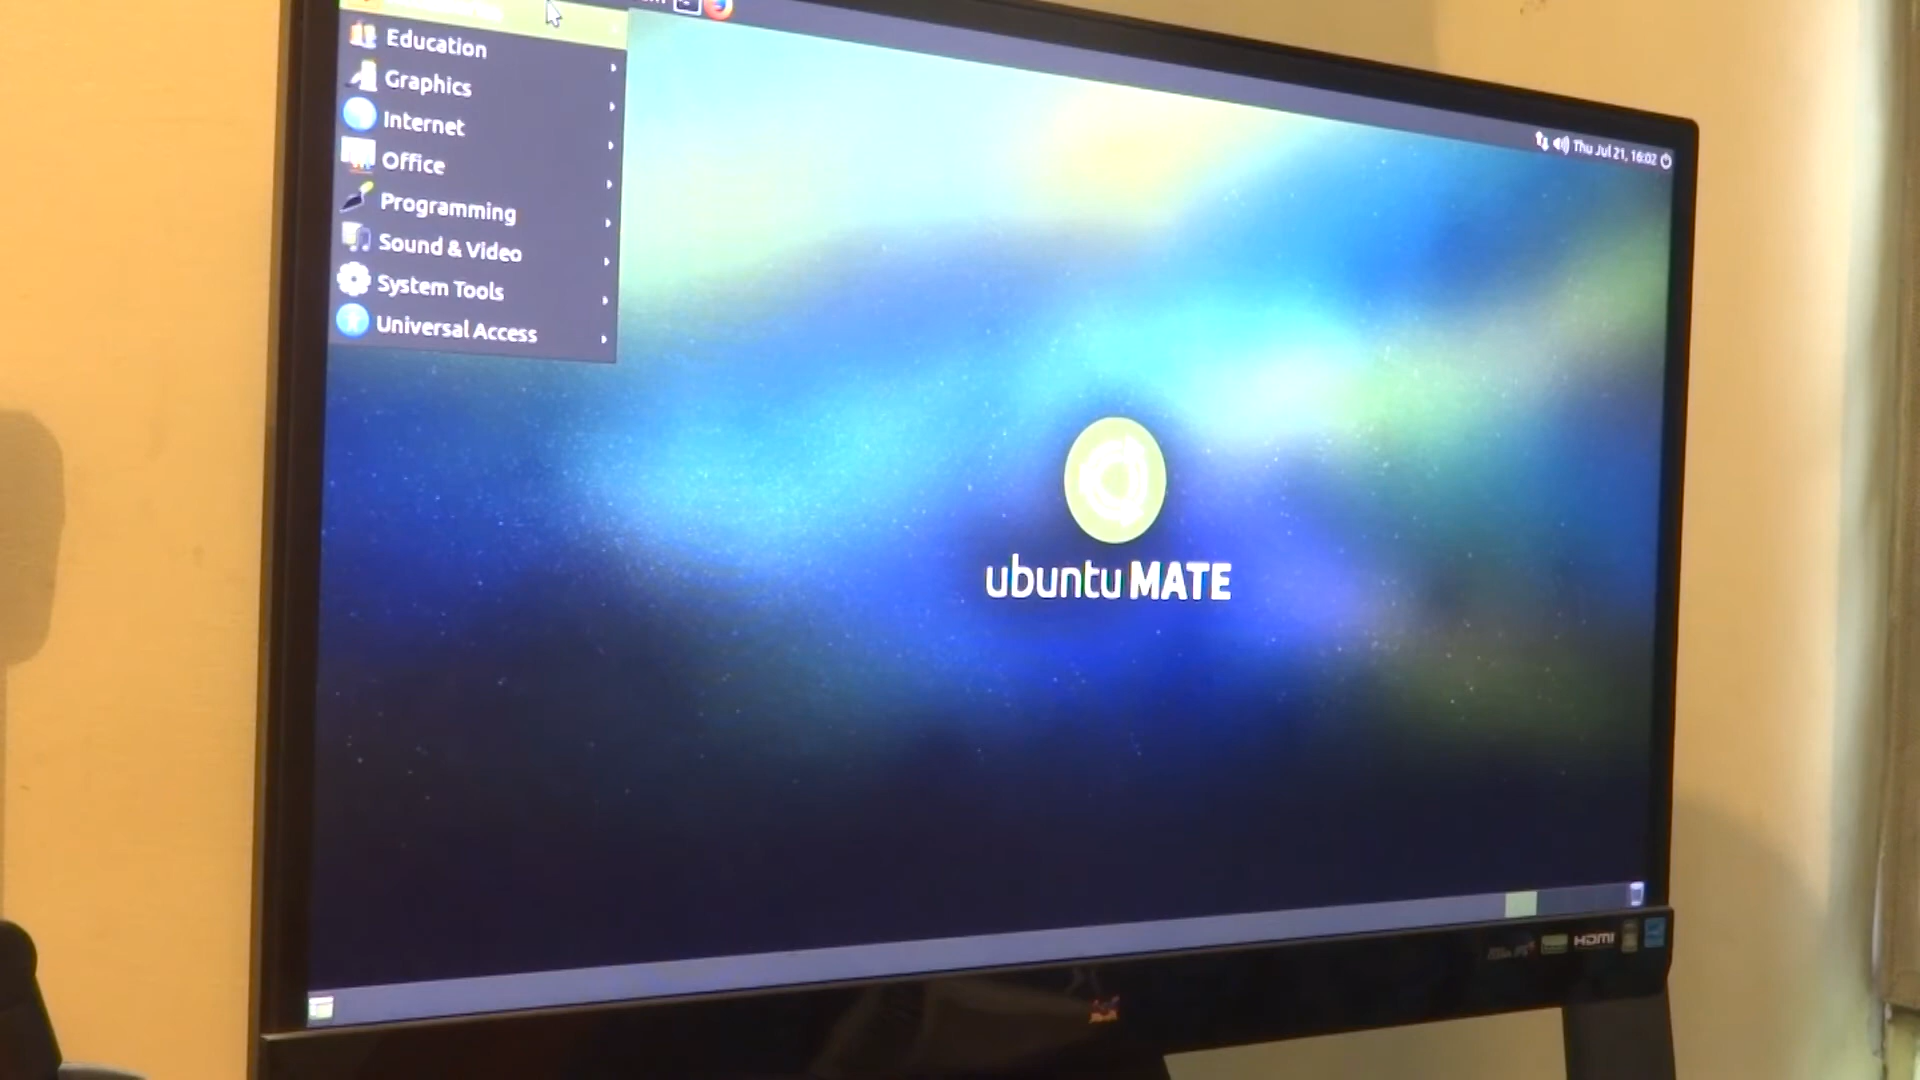 Education
Graphics
Internet
Office
Programming
Sound & Video
System Tools
Universal Access
Thu Jul 21, 16:02
ubuntu MATE
HDMI